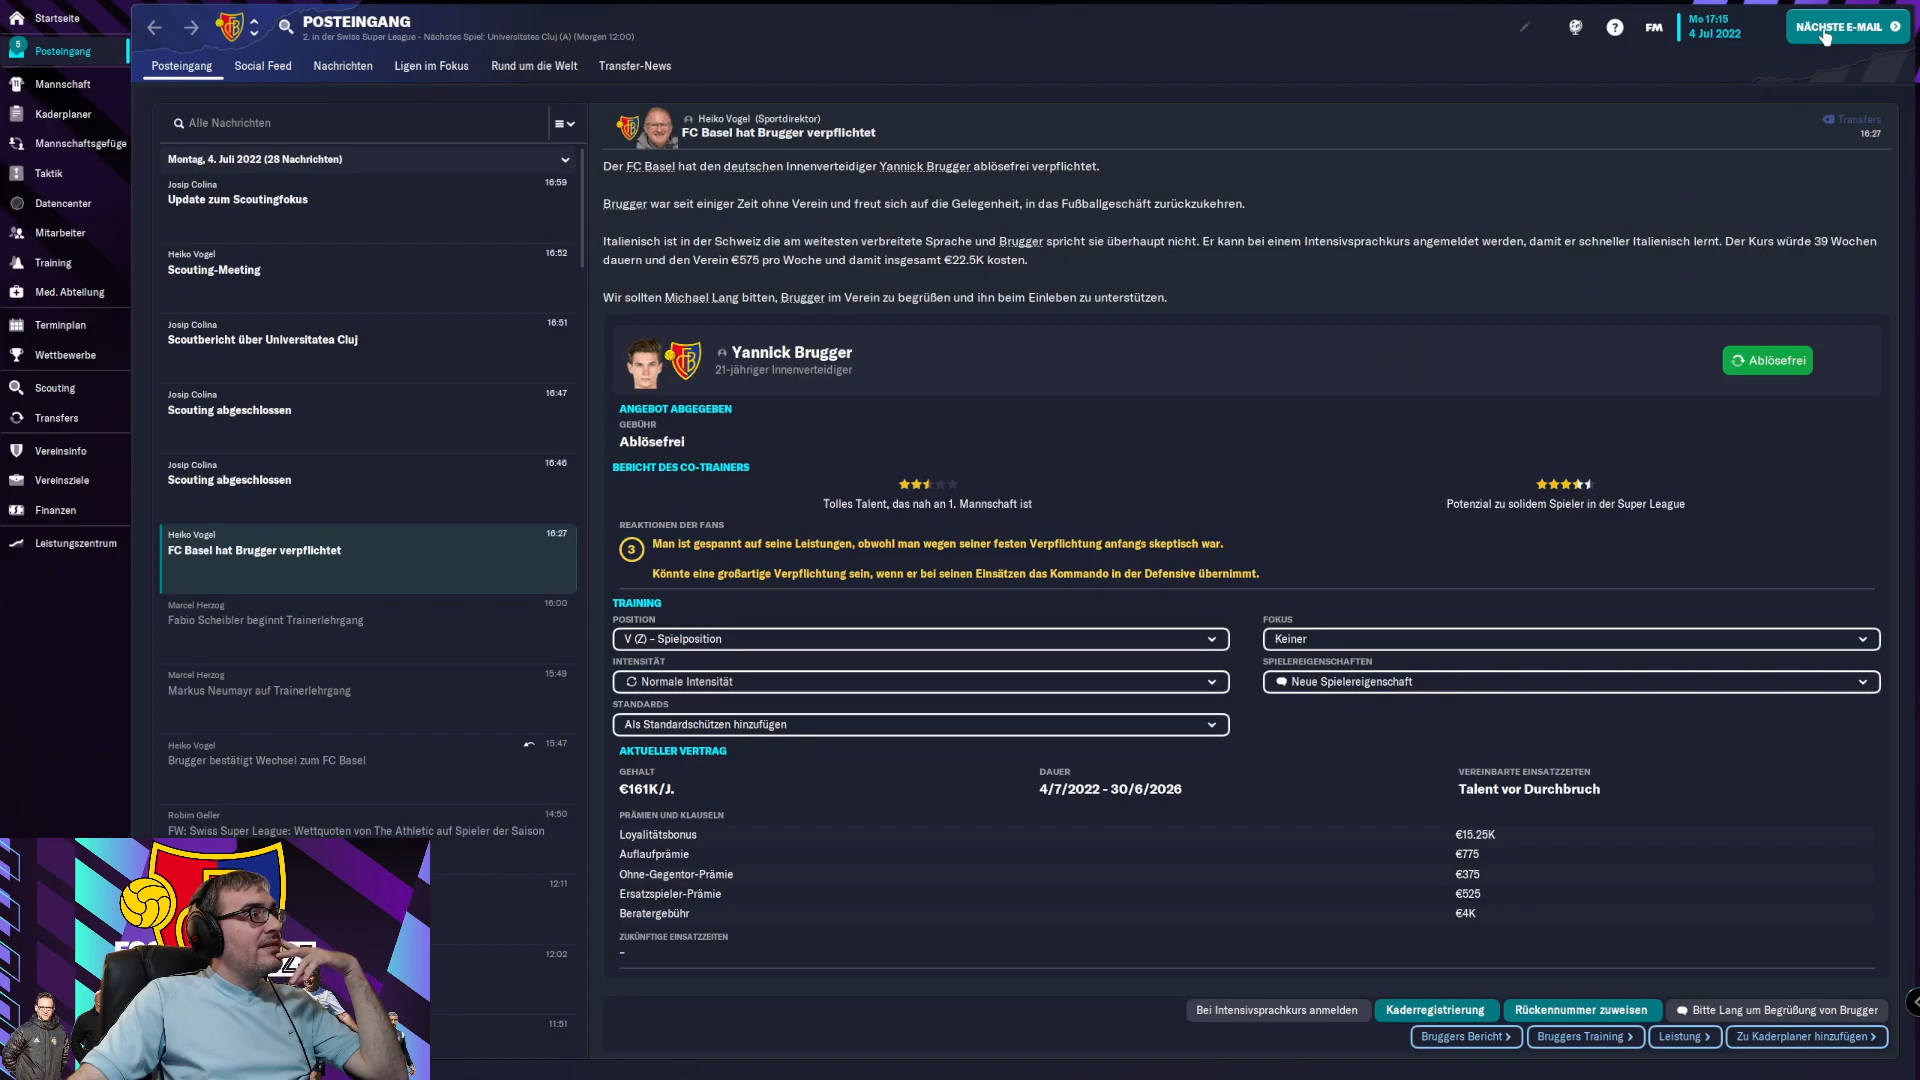 Startseite
5
Posteingang
Mannschaft
Kaderplaner
Mannschaftsgefüge
Taktik
Datencenter
Mitarbeiter
Training
Med. Abteilung
Terminplan
Wettbewerbe
Scouting
Transfers
Vereinsinfo
Vereinsziele
Finanzen
Leistungszentrum
POSTEINGANG
2. in der Swiss Super League - Nächstes Spiel: Universitatea Cluj (A) (Morgen 12:00)
FM
Mo 17:15
4 Jul 2022
NÄCHSTE E-MAIL
Posteingang
Social Feed
Nachrichten
Ligen im Fokus
Rund um die Welt
Transfer-News
Alle Nachrichten
Montag, 4. Juli 2022 (28 Nachrichten)
Josip Colina 16:59
Update zum Scoutingfokus
Heiko Vogel 16:52
Scouting-Meeting
Josip Colina 16:51
Scoutbericht über Universitatea Cluj
Josip Colina 16:47
Scouting abgeschlossen
Josip Colina 16:46
Scouting abgeschlossen
Heiko Vogel 16:27
FC Basel hat Brugger verpflichtet
Marcel Herzog 16:00
Fabio Scheibler beginnt Trainerlehrgang
Marcel Herzog 15:49
Markus Neumayr auf Trainerlehrgang
Heiko Vogel 15:47
Brugger bestätigt Wechsel zum FC Basel
Robim Geller 14:50
FW: Swiss Super League: Wettquoten von The Athletic auf Spieler der Saison
12:11
12:02
11:51
Heiko Vogel (Sportdirektor)
FC Basel hat Brugger verpflichtet
Transfers
16:27
Der FC Basel hat den deutschen Innenverteidiger Yannick Brugger ablösefrei verpflichtet.
Brugger war seit einiger Zeit ohne Verein und freut sich auf die Gelegenheit, in das Fußballgeschäft zurückzukehren.
Italienisch ist in der Schweiz die am weitesten verbreitete Sprache und Brugger spricht sie überhaupt nicht. Er kann bei einem Intensivsprachkurs angemeldet werden, damit er schneller Italienisch lernt. Der Kurs würde 39 Wochen
dauern und den Verein €575 pro Woche und damit insgesamt €22.5K kosten.
Wir sollten Michael Lang bitten, Brugger im Verein zu begrüßen und ihn beim Einleben zu unterstützen.
Yannick Brugger
21-jähriger Innenverteidiger
Ablösefrei
ANGEBOT ABGEGEBEN
GEBÜHR
Ablösefrei
BERICHT DES CO-TRAINERS
Tolles Talent, das nah an 1. Mannschaft ist
Potenzial zu solidem Spieler in der Super League
REAKTIONEN DER FANS
3
Man ist gespannt auf seine Leistungen, obwohl man wegen seiner festen Verpflichtung anfangs skeptisch war.
Könnte eine großartige Verpflichtung sein, wenn er bei seinen Einsätzen das Kommando in der Defensive übernimmt.
TRAINING
POSITION
V (Z) – Spielposition
FOKUS
Keiner
INTENSITÄT
Normale Intensität
SPIELEREIGENSCHAFTEN
Neue Spielereigenschaft
STANDARDS
Als Standardschützen hinzufügen
AKTUELLER VERTRAG
GEHALT
€161K/J.
DAUER
4/7/2022 - 30/6/2026
VEREINBARTE EINSATZZEITEN
Talent vor Durchbruch
PRÄMIEN UND KLAUSELN
Loyalitätsbonus €15.25K
Auflaufprämie €775
Ohne-Gegentor-Prämie €375
Ersatzspieler-Prämie €525
Beratergebühr €4K
ZUKÜNFTIGE EINSATZZEITEN
–
Bei Intensivsprachkurs anmelden
Kaderregistrierung
Rückennummer zuweisen
Bitte Lang um Begrüßung von Brugger
Bruggers Bericht
Bruggers Training
Leistung
Zu Kaderplaner hinzufügen